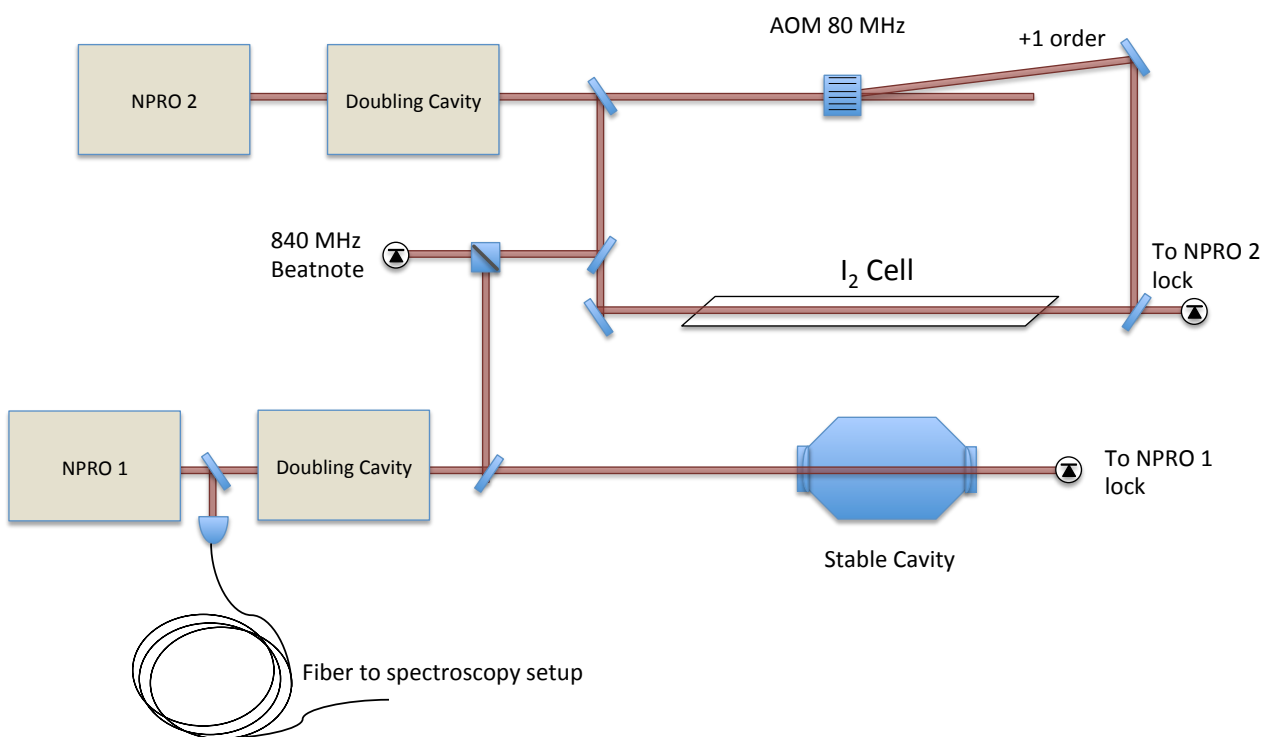 AOM 80 MHz
+1 order
NPRO 2
Doubling Cavity
840 MHz
Beatnote
I₂ Cell
To NPRO 2
lock
NPRO 1
Doubling Cavity
To NPRO 1
lock
Stable Cavity
Fiber to spectroscopy setup